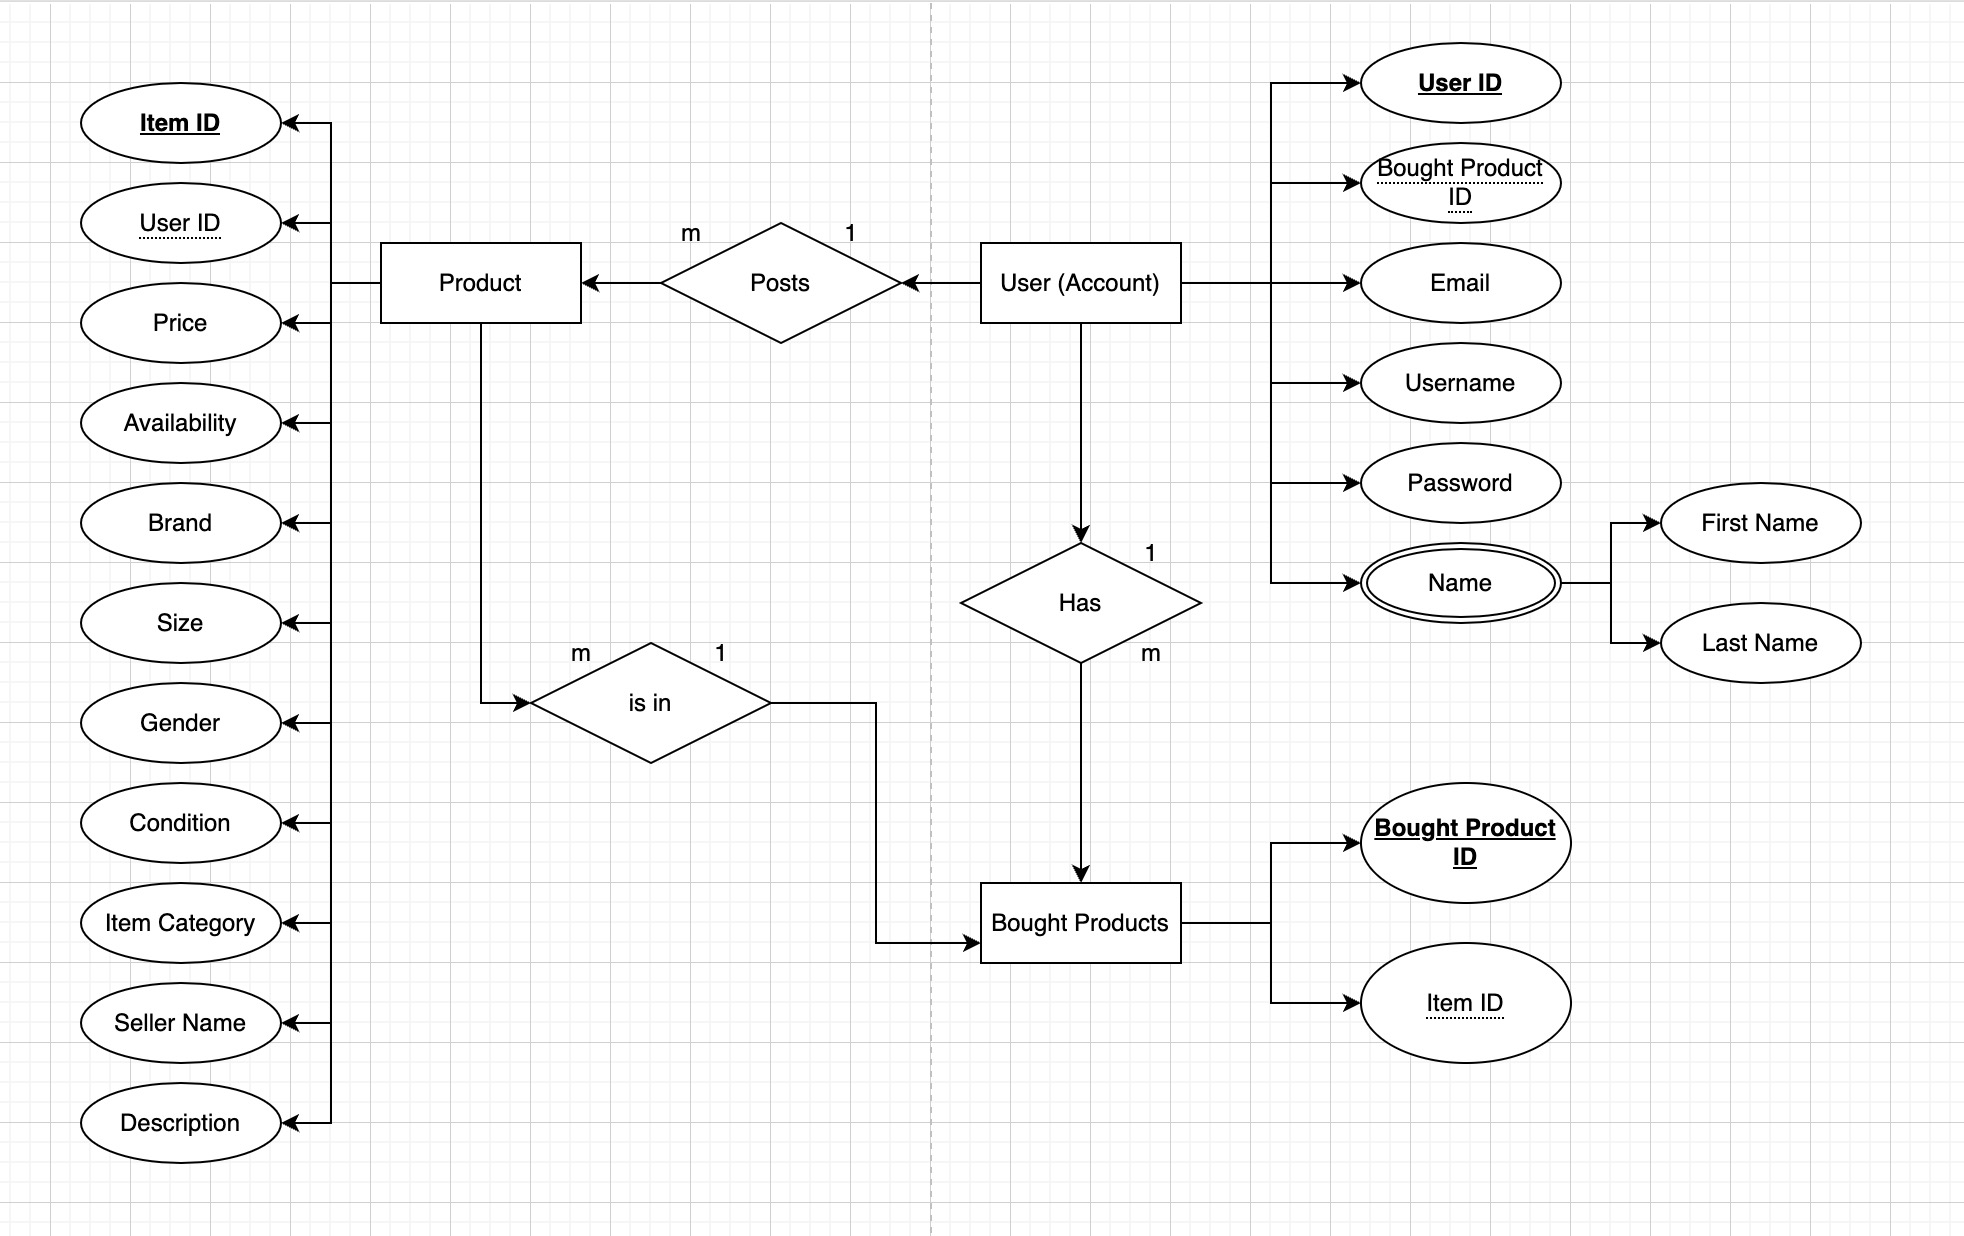 Item ID
User ID
Price
Availability
Brand
Size
Gender
Condition
Item Category
Seller Name
Description
Product
m
1
Posts
User (Account)
User ID
Bought Product
ID
Email
Username
Password
Name
First Name
Last Name
1
Has
m
m
1
is in
Bought Products
Bought Product
ID
Item ID